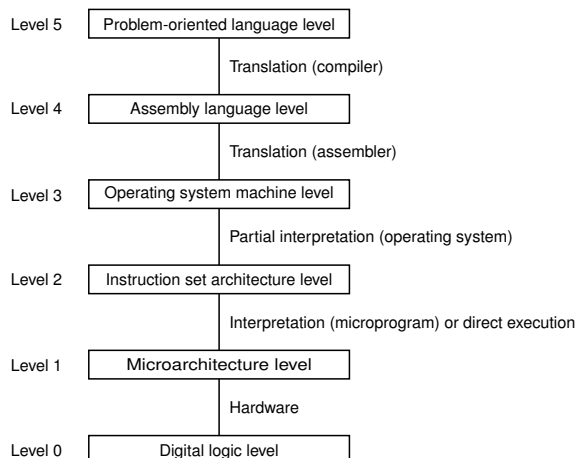 Level 5 Problem-oriented language level
Translation (compiler)
Level 4 Assembly language level
Translation (assembler)
Level 3 Operating system machine level
Partial interpretation (operating system)
Level 2 Instruction set architecture level
Interpretation (microprogram) or direct execution
Level 1 Microarchitecture level
Hardware
Level 0 Digital logic level